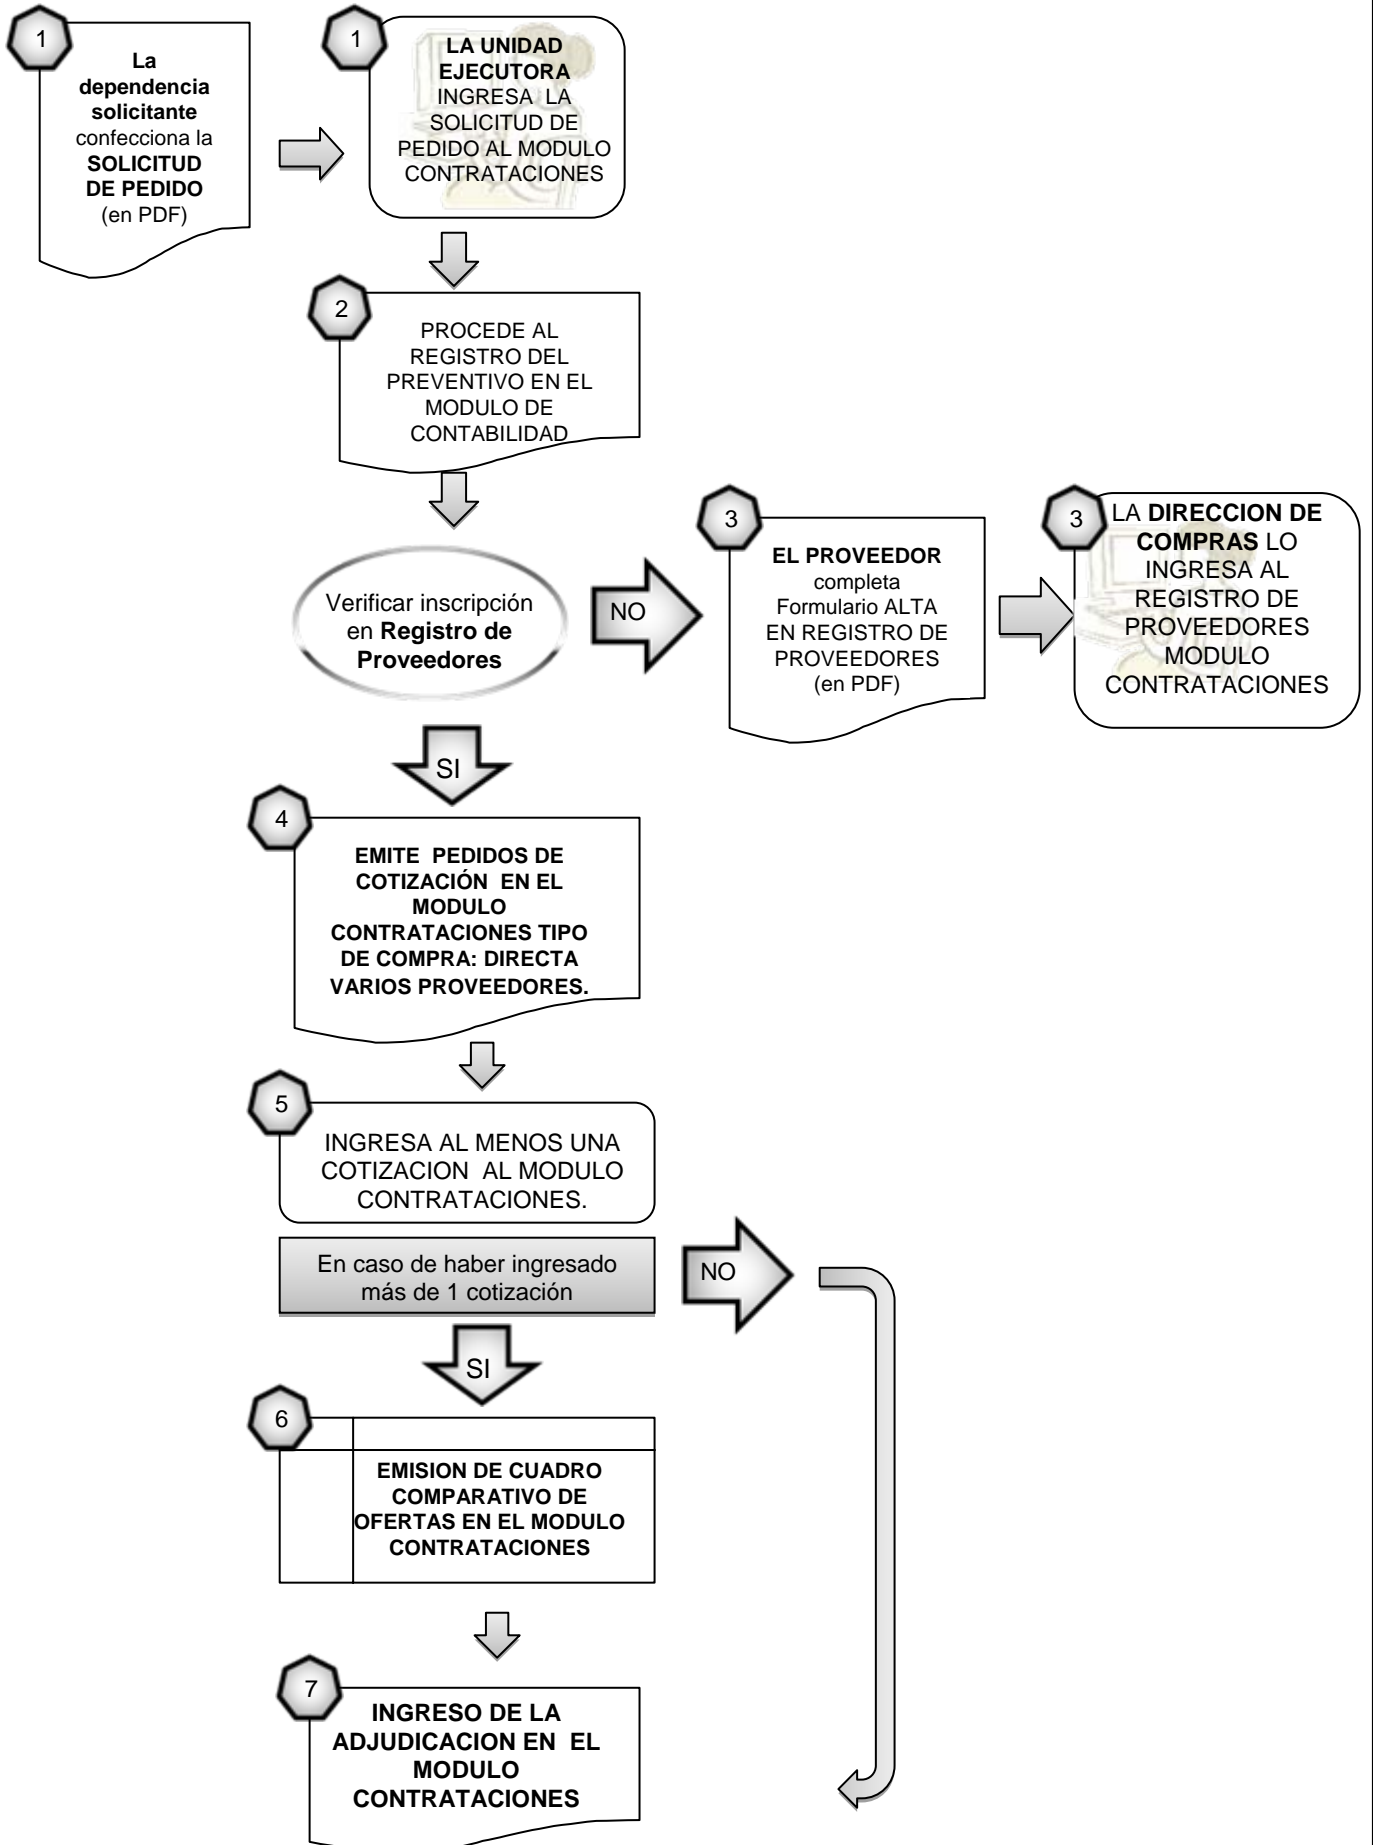 1
La
dependencia
solicitante
confecciona la
SOLICITUD
DE PEDIDO
(en PDF)
1
LA UNIDAD
EJECUTORA
INGRESA LA
SOLICITUD DE
PEDIDO AL MODULO
CONTRATACIONES
2
PROCEDE AL
REGISTRO DEL
PREVENTIVO EN EL
MODULO DE
CONTABILIDAD
Verificar inscripción
en Registro de
Proveedores
NO
3
EL PROVEEDOR
completa
Formulario ALTA
EN REGISTRO DE
PROVEEDORES
(en PDF)
3
LA DIRECCION DE
COMPRAS LO
INGRESA AL
REGISTRO DE
PROVEEDORES
MODULO
CONTRATACIONES
SI
4
EMITE PEDIDOS DE
COTIZACIÓN EN EL
MODULO
CONTRATACIONES TIPO
DE COMPRA: DIRECTA
VARIOS PROVEEDORES.
5
INGRESA AL MENOS UNA
COTIZACION AL MODULO
CONTRATACIONES.
En caso de haber ingresado
más de 1 cotización
NO
SI
6
EMISION DE CUADRO
COMPARATIVO DE
OFERTAS EN EL MODULO
CONTRATACIONES
7
INGRESO DE LA
ADJUDICACION EN EL
MODULO
CONTRATACIONES